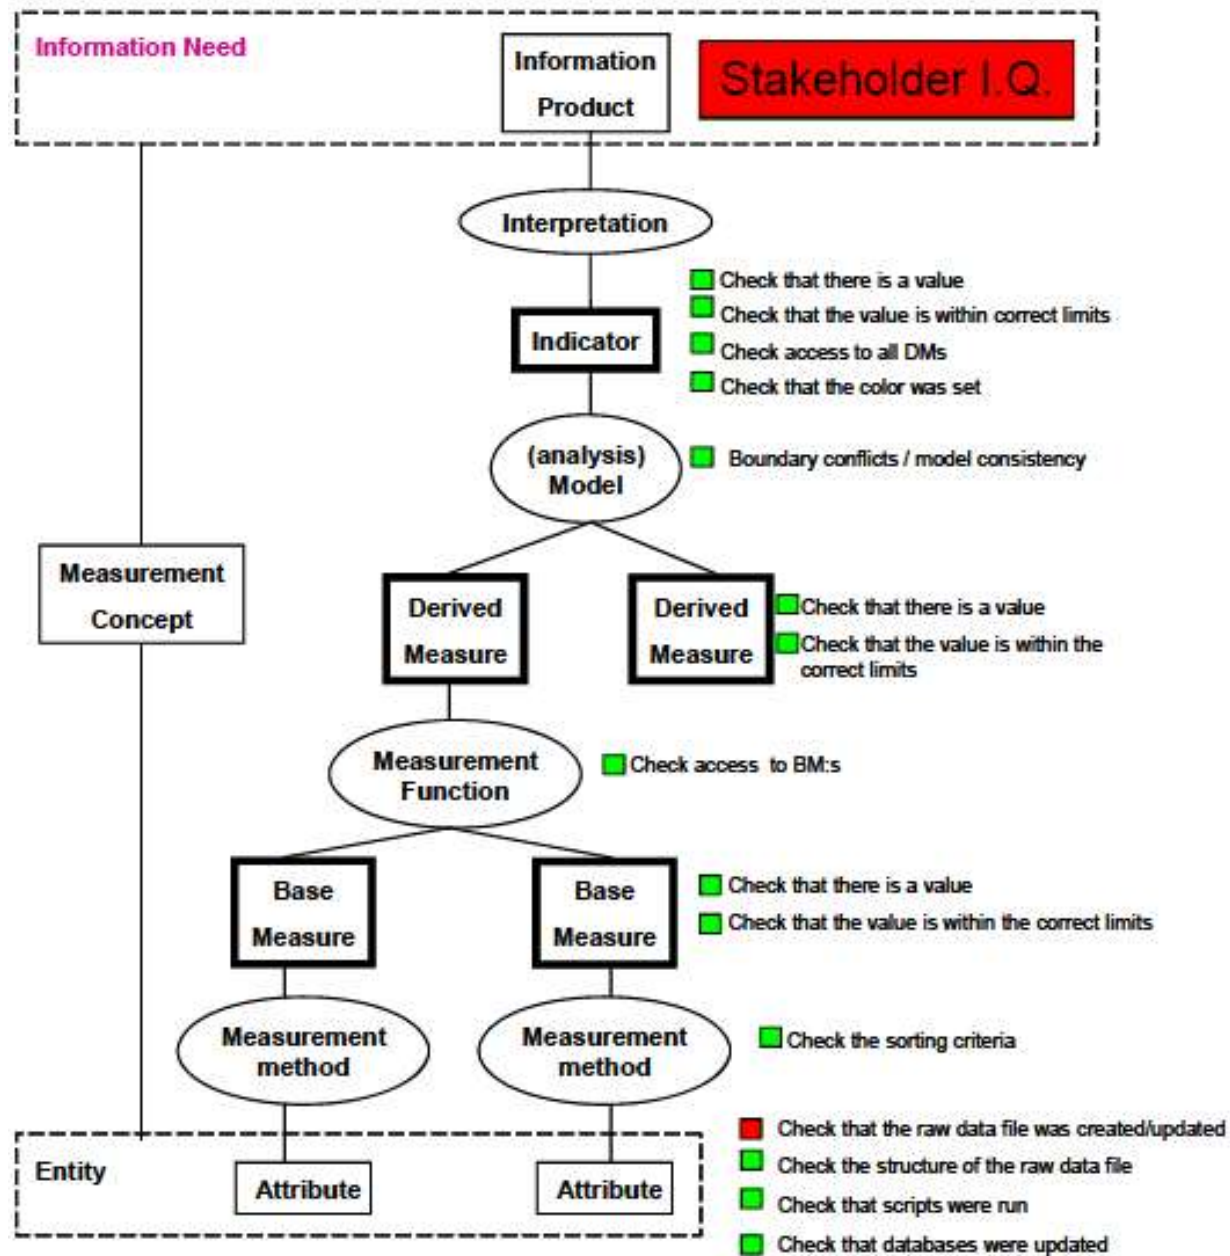 Information Need
Information
Product
Stakeholder I.Q.
Interpretation
Check that there is a value
Check that the value is within correct limits
Indicator
Check access to all DMs
Check that the color was set
(analysis)
Model
Boundary conflicts / model consistency
Measurement
Concept
Derived
Measure
Derived
Measure
Check that there is a value
Check that the value is within the
correct limits
Measurement
Function
Check access to BM:s
Base
Measure
Base
Measure
Check that there is a value
Check that the value is within the correct limits
Measurement
method
Measurement
method
Check the sorting criteria
Entity
Attribute
Attribute
Check that the raw data file was created/updated
Check the structure of the raw data file
Check that scripts were run
Check that databases were updated